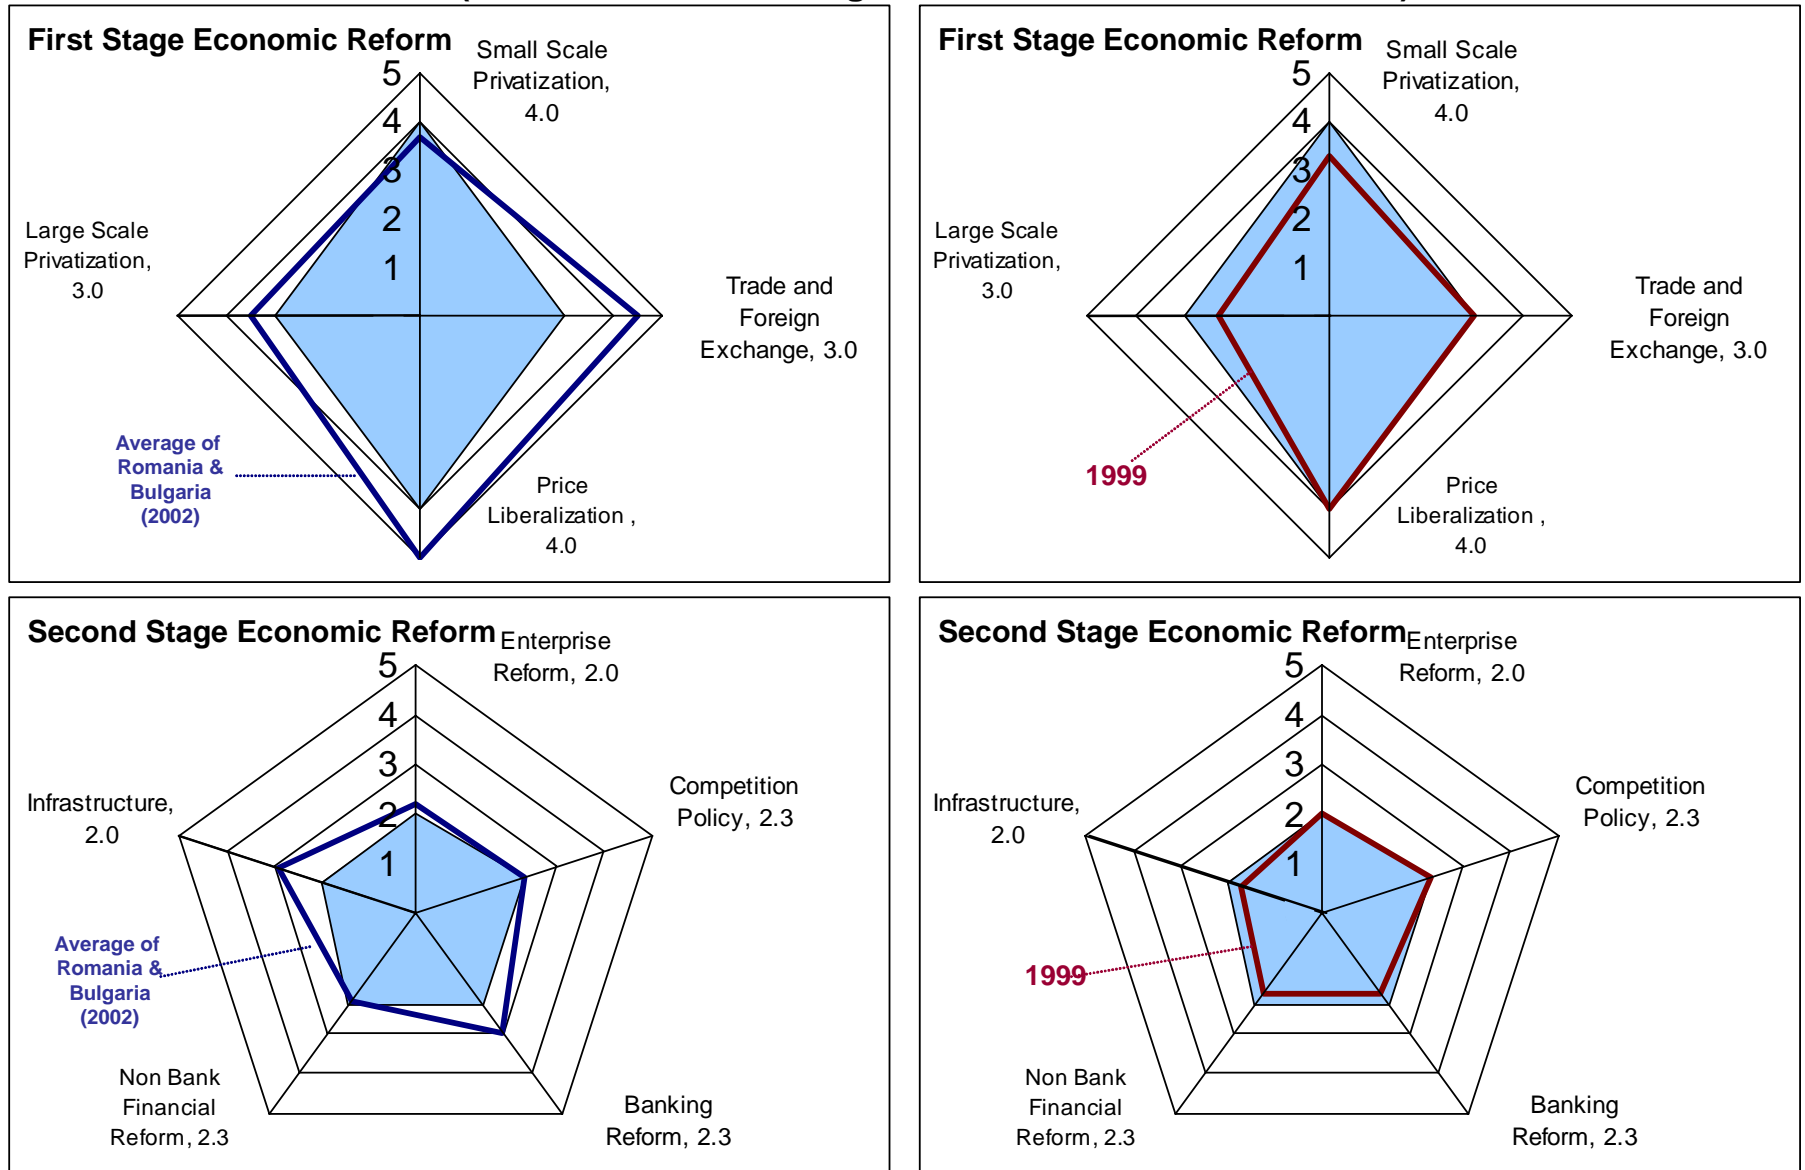 First Stage Economic Reform
Small Scale
Privatization,
4.0
5
4
3
2
1
Large Scale
Privatization,
3.0
Trade and
Foreign
Exchange, 3.0
Average of
Romania &
Bulgaria
(2002)
Price
Liberalization ,
4.0
First Stage Economic Reform
Small Scale
Privatization,
4.0
5
4
3
2
1
Large Scale
Privatization,
3.0
Trade and
Foreign
Exchange, 3.0
1999
Price
Liberalization ,
4.0
Second Stage Economic Reform
Enterprise
Reform, 2.0
5
4
3
2
1
Infrastructure,
2.0
Competition
Policy, 2.3
Average of
Romania &
Bulgaria
(2002)
Non Bank
Financial
Reform, 2.3
Banking
Reform, 2.3
Second Stage Economic Reform
Enterprise
Reform, 2.0
5
4
3
2
1
Infrastructure,
2.0
Competition
Policy, 2.3
1999
Non Bank
Financial
Reform, 2.3
Banking
Reform, 2.3